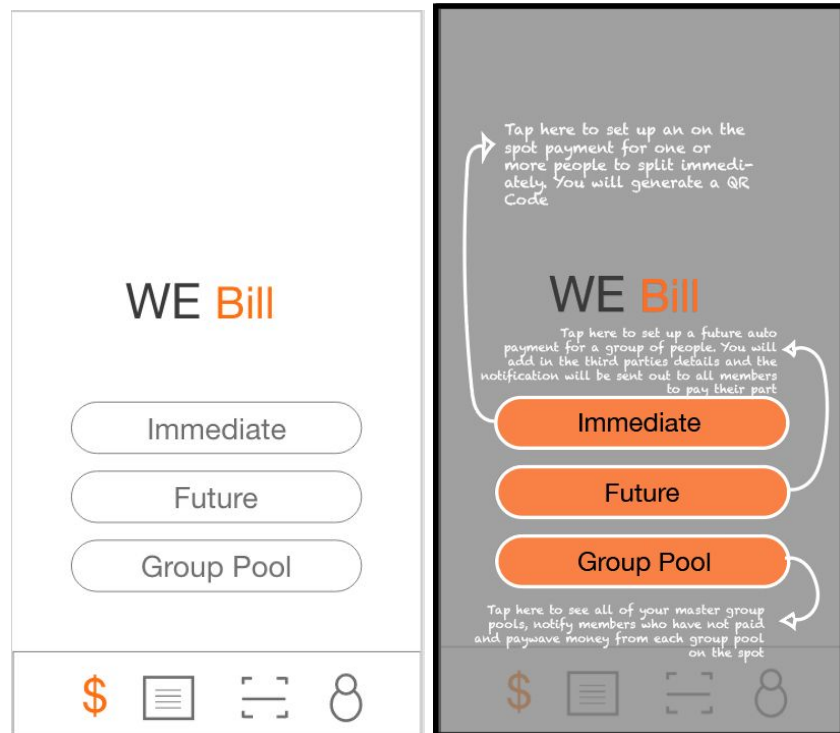 WE Bill
Immediate
Future
Group Pool
$
Tap here to set up an on the
spot payment for one or
more people to split immedi-
ately. You will generate a QR
Code
WE Bill
Tap here to set up a future auto
payment for a group of people. You will
add in the third parties details and the
notification will be sent out to all members
to pay their part
Immediate
Future
Group Pool
Tap here to see all of your master group
pools, notify members who have not paid
and paywave money from each group pool
on the spot
$